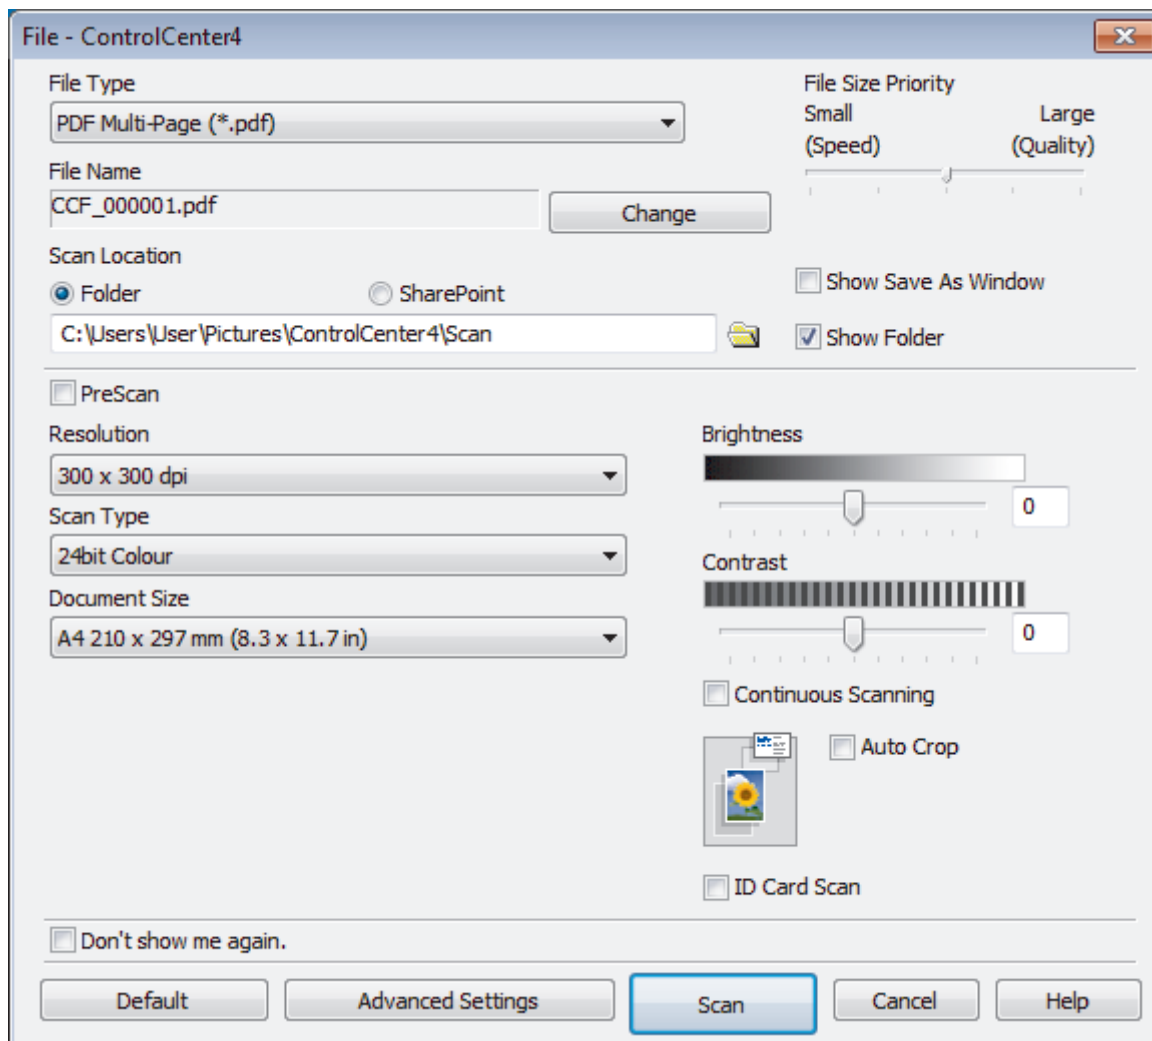 File - ControlCenter4
File Type
PDF Multi-Page (*.pdf)
File Size Priority
Small Large
(Speed) (Quality)
File Name
CCF_000001.pdf
Change
Scan Location
Folder
SharePoint
C:\Users\User\Pictures\ControlCenter4\Scan
Show Save As Window
Show Folder
PreScan
Resolution
300 x 300 dpi
Scan Type
24bit Colour
Document Size
A4 210 x 297 mm (8.3 x 11.7 in)
Brightness
0
Contrast
0
Continuous Scanning
Auto Crop
ID Card Scan
Don't show me again.
Default
Advanced Settings
Scan
Cancel
Help